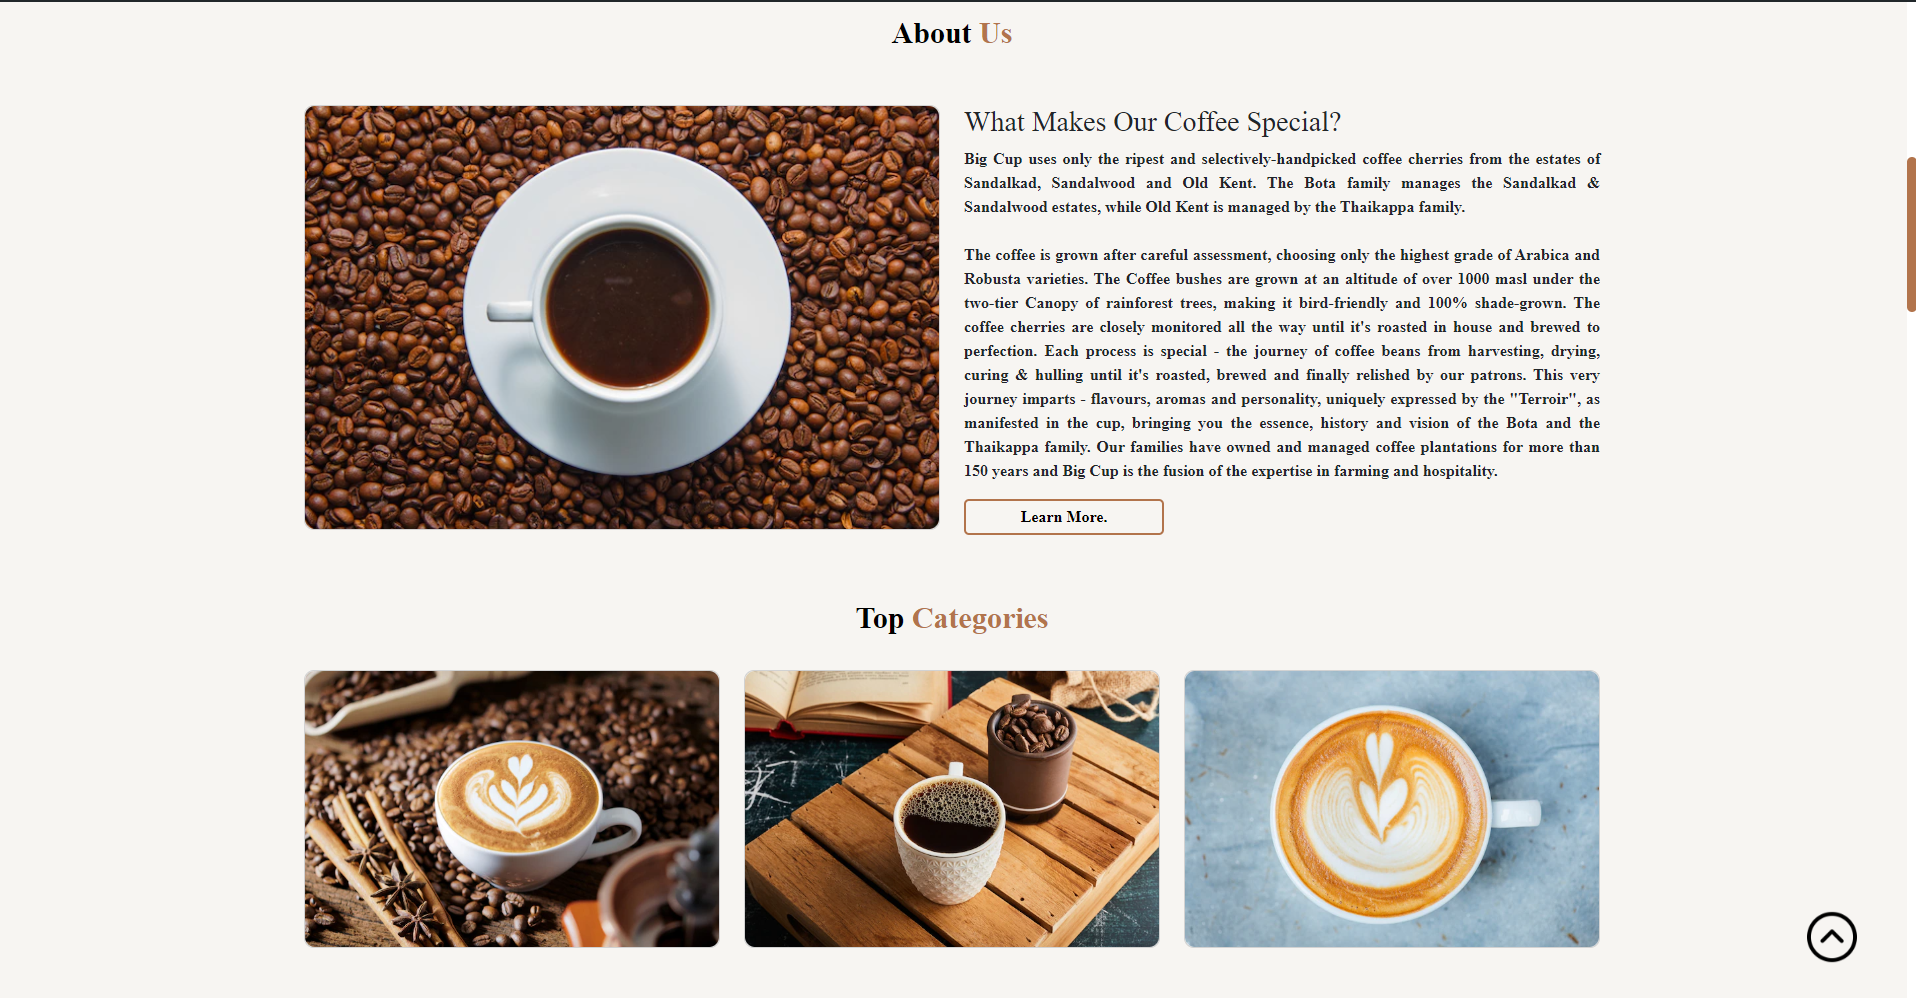 About Us
What Makes Our Coffee Special?
Big Cup uses only the ripest and selectively-handpicked coffee cherries from the estates of
Sandalkad, Sandalwood and Old Kent. The Bota family manages the Sandalkad &
Sandalwood estates, while Old Kent is managed by the Thaikappa family.
The coffee is grown after careful assessment, choosing only the highest grade of Arabica and
Robusta varieties. The Coffee bushes are grown at an altitude of over 1000 masl under the
two-tier Canopy of rainforest trees, making it bird-friendly and 100% shade-grown. The
coffee cherries are closely monitored all the way until it's roasted in house and brewed to
perfection. Each process is special - the journey of coffee beans from harvesting, drying,
curing & hulling until it's roasted, brewed and finally relished by our patrons. This very
journey imparts - flavours, aromas and personality, uniquely expressed by the "Terroir", as
manifested in the cup, bringing you the essence, history and vision of the Bota and the
Thaikappa family. Our families have owned and managed coffee plantations for more than
150 years and Big Cup is the fusion of the expertise in farming and hospitality.
Learn More.
Top Categories